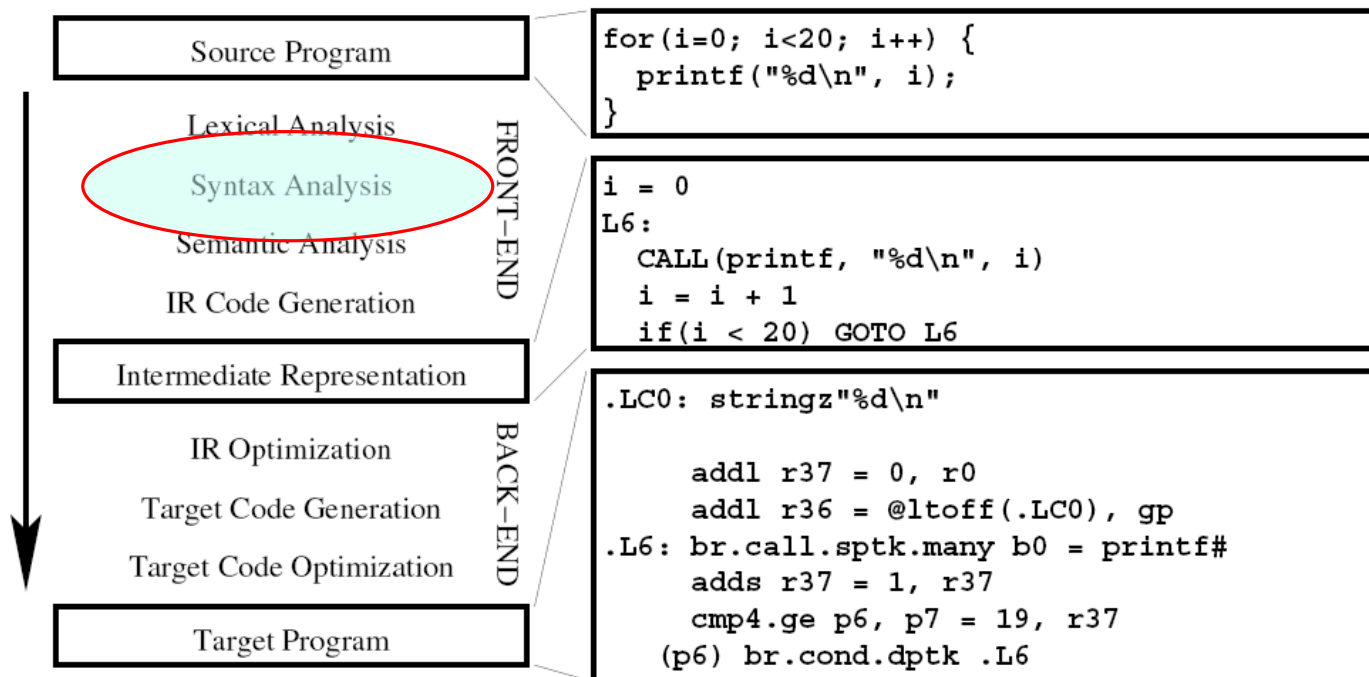 Source Program
Lexical Analysis
Syntax Analysis
Semantic Analysis
IR Code Generation
FRONT-END
Intermediate Representation
IR Optimization
Target Code Generation
Target Code Optimization
BACK-END
Target Program
for(i=0; i<20; i++) {
  printf("%d\n", i);
}
i = 0
L6:
  CALL(printf, "%d\n", i)
  i = i + 1
  if(i < 20) GOTO L6
.LC0: stringz"%d\n"
     addl r37 = 0, r0
     addl r36 = @ltoff(.LC0), gp
.L6: br.call.sptk.many b0 = printf#
     adds r37 = 1, r37
     cmp4.ge p6, p7 = 19, r37
   (p6) br.cond.dptk .L6